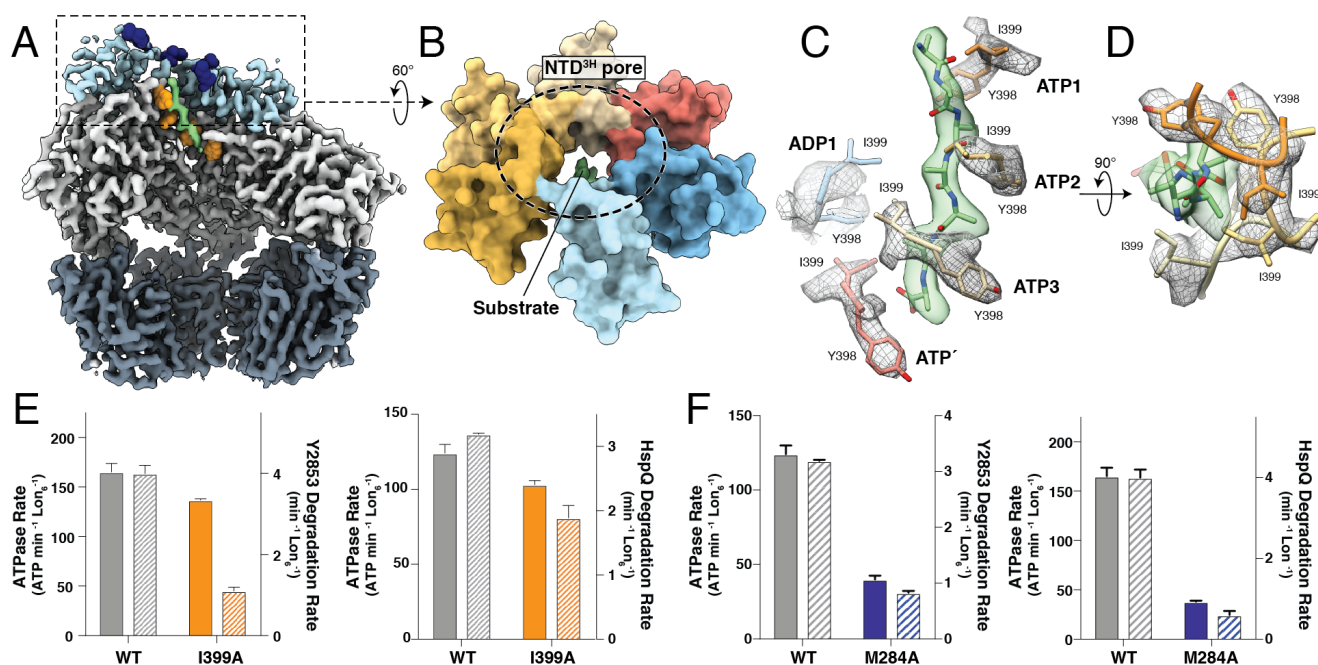 A
B
C
D
60°
NTD³ᴴ pore
Substrate
I399
Y398
ATP1
I399
ADP1
I399
ATP2
I399
Y398
Y398
I399
ATP3
Y398
Y398
ATP´
90°
Y398
Y398
I399
I399
I399
E
ATPase Rate
(ATP min ⁻¹ Lon₆⁻¹)
200
150
100
50
0
4
2
0
Y2853 Degradation Rate
(min ⁻¹ Lon₆⁻¹)
WT
I399A
ATPase Rate
(ATP min ⁻¹ Lon₆⁻¹)
150
100
50
0
3
2
1
0
HspQ Degradation Rate
(min ⁻¹ Lon₆⁻¹)
WT
I399A
F
ATPase Rate
(ATP min ⁻¹ Lon₆⁻¹)
150
100
50
0
4
3
2
1
0
Y2853 Degradation Rate
(min ⁻¹ Lon₆⁻¹)
WT
M284A
ATPase Rate
(ATP min ⁻¹ Lon₆⁻¹)
200
150
100
50
0
4
2
0
HspQ Degradation Rate
(min ⁻¹ Lon₆⁻¹)
WT
M284A